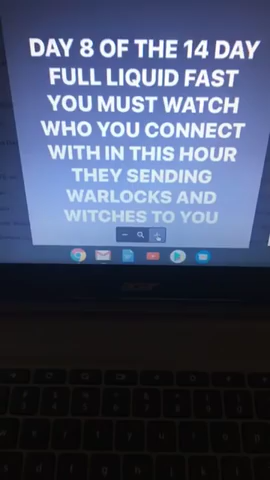 DAY 8 OF THE 14 DAY
FULL LIQUID FAST
YOU MUST WATCH
WHO YOU CONNECT
WITH IN THIS HOUR
THEY SENDING
WARLOCKS AND
WITCHES TO YOU
acer